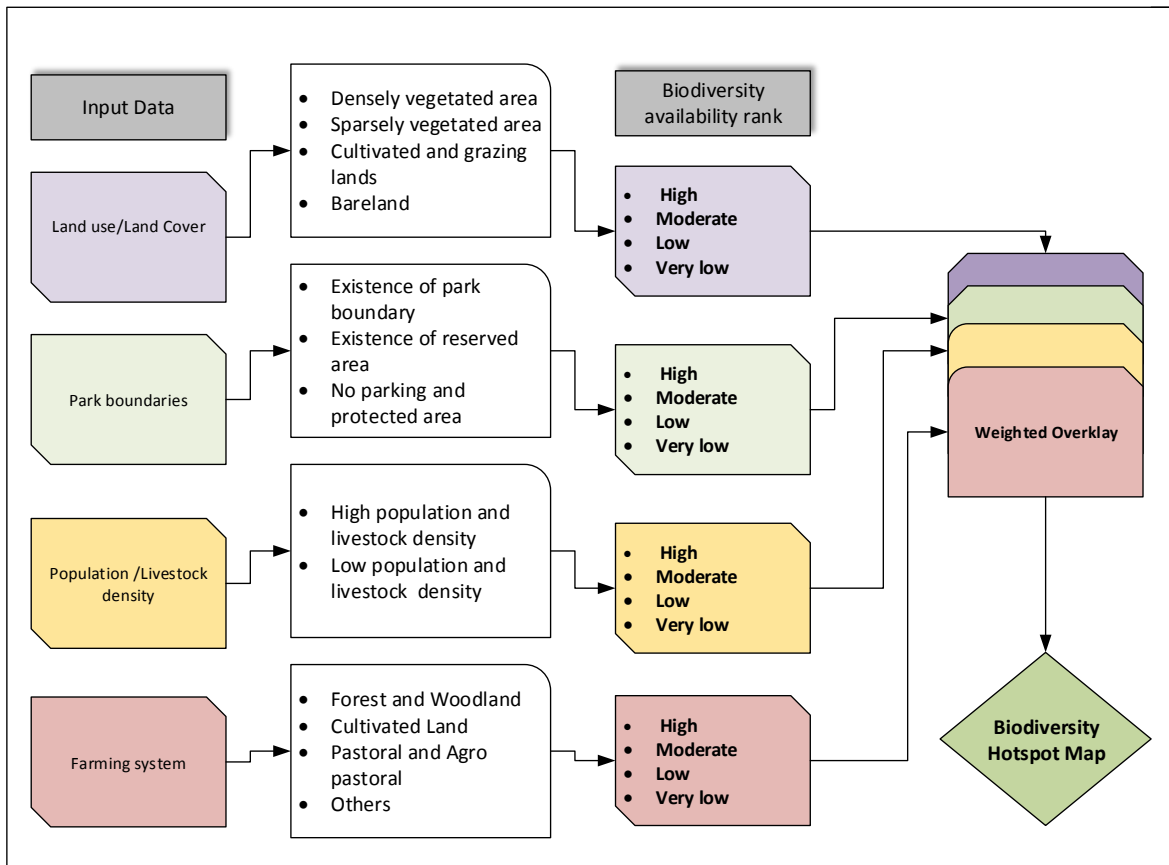 Input Data
Biodiversity
availability rank
Land use/Land Cover
• Densely vegetated area
• Sparsely vegetated area
• Cultivated and grazing
lands
• Bareland
• High
• Moderate
• Low
• Very low
Park boundaries
• Existence of park
boundary
• Existence of reserved
area
• No parking and
protected area
• High
• Moderate
• Low
• Very low
Population /Livestock
density
• High population and
livestock density
• Low population and
livestock density
• High
• Moderate
• Low
• Very low
Farming system
• Forest and Woodland
• Cultivated Land
• Pastoral and Agro
pastoral
• Others
• High
• Moderate
• Low
• Very low
Weighted Overklay
Biodiversity
Hotspot Map